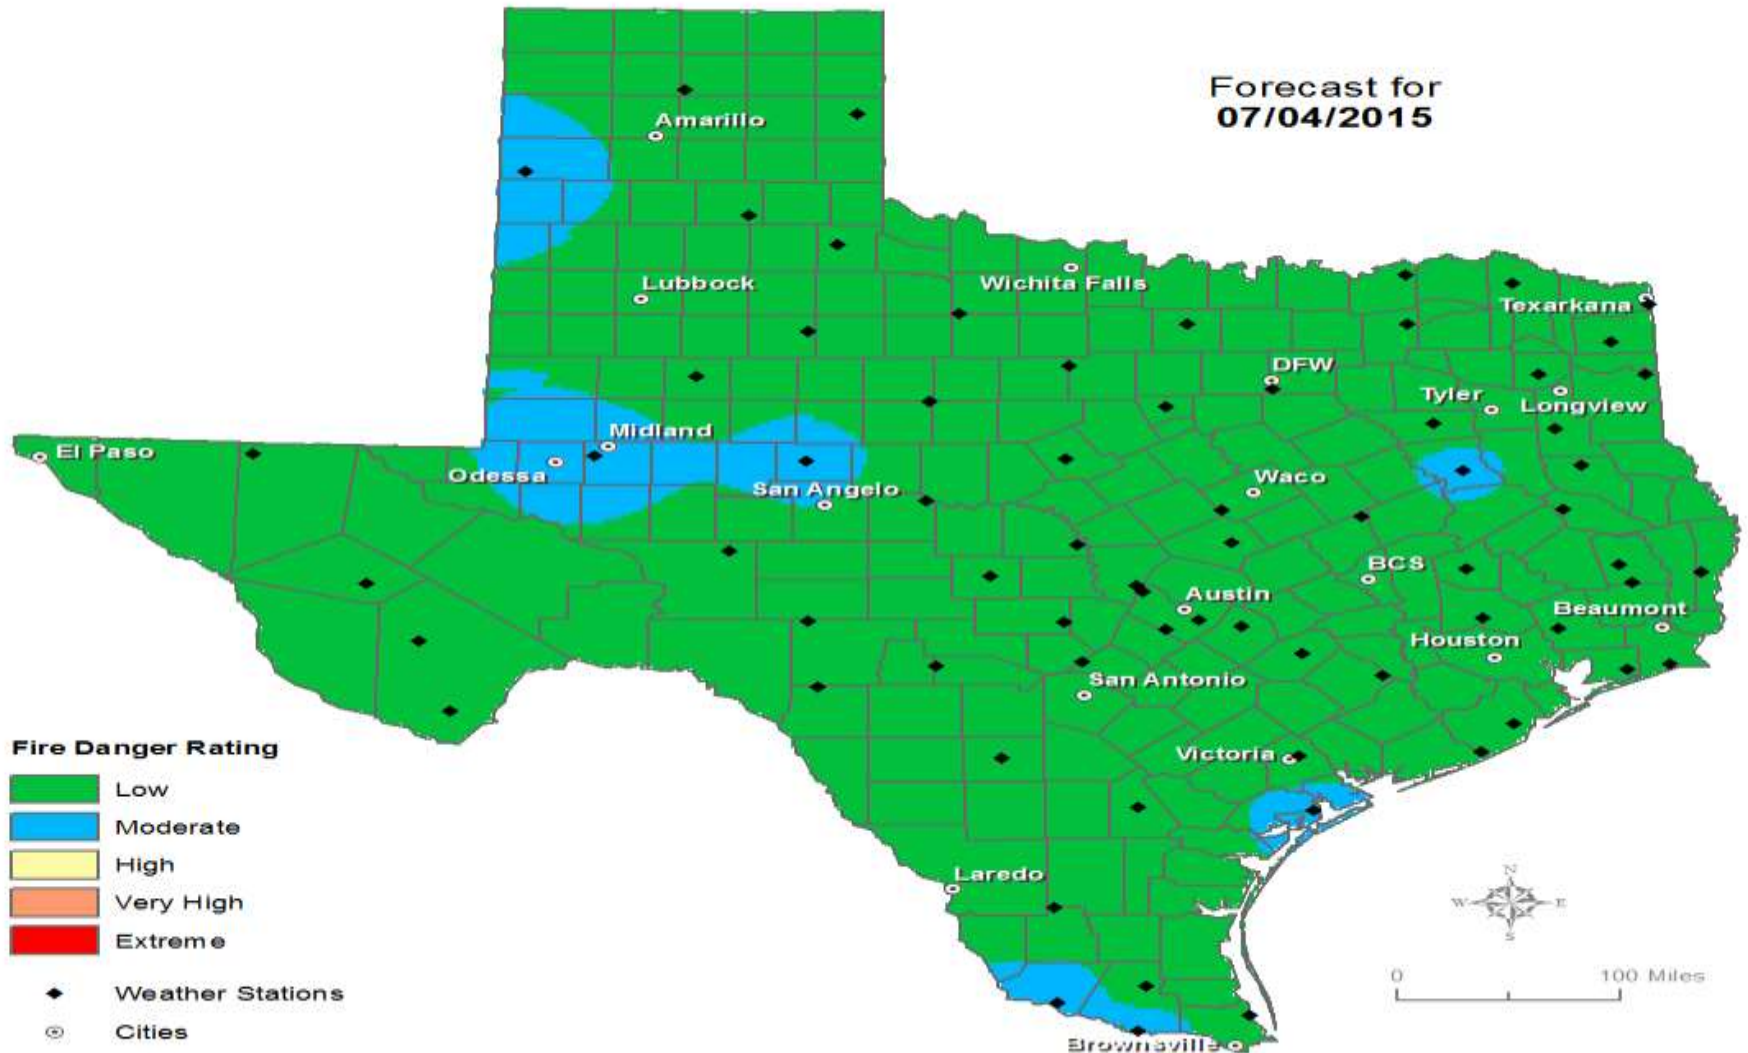 Forecast for
07/04/2015
Amarillo
Lubbock
Wichita Falls
Texarkana
DFW
Tyler
Longview
Midland
El Paso
Odessa
San Angelo
Waco
BCS
Austin
Beaumont
Houston
San Antonio
Victoria
Laredo
Brownsville
Fire Danger Rating
Low
Moderate
High
Very High
Extreme
Weather Stations
Cities
N
W E
S
0 100 Miles